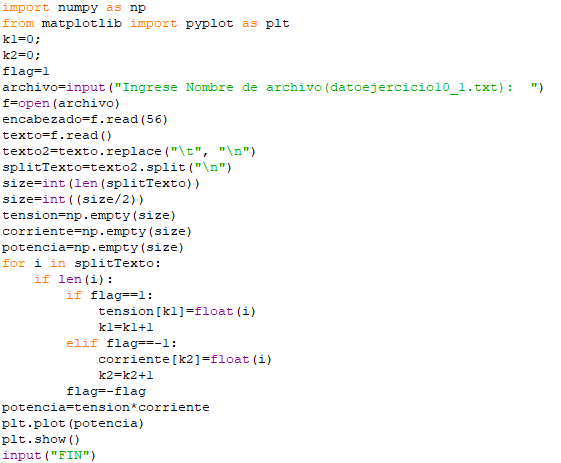 import numpy as np
from matplotlib import pyplot as plt
k1=0;
k2=0;
flag=1
archivo=input("Ingrese Nombre de archivo(datoejercicio10_1.txt):  ")
f=open(archivo)
encabezado=f.read(56)
texto=f.read()
texto2=texto.replace("\t", "\n")
splitTexto=texto2.split("\n")
size=int(len(splitTexto))
size=int((size/2))
tension=np.empty(size)
corriente=np.empty(size)
potencia=np.empty(size)
for i in splitTexto:
    if len(i):
        if flag==1:
            tension[k1]=float(i)
            k1=k1+1
        elif flag==-1:
            corriente[k2]=float(i)
            k2=k2+1
        flag=-flag
potencia=tension*corriente
plt.plot(potencia)
plt.show()
input("FIN")